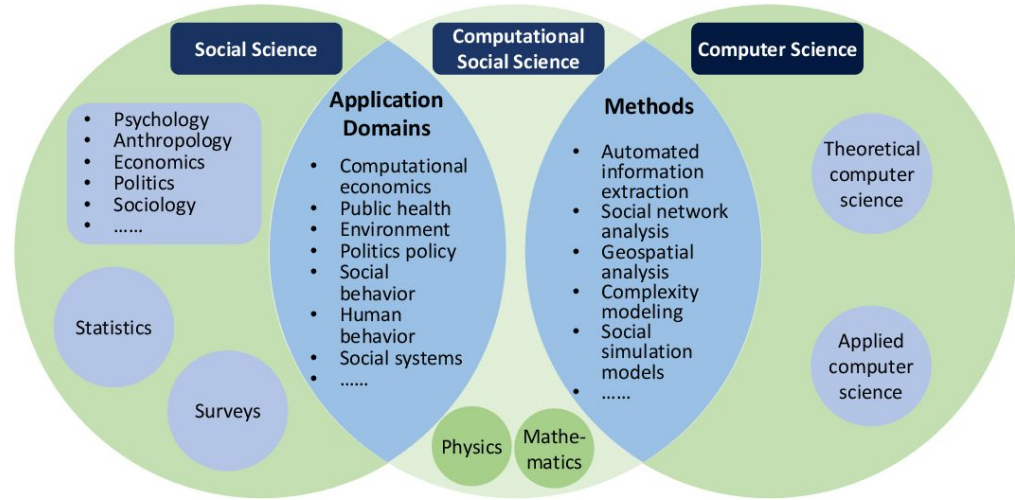 Social Science
Computational
Social Science
Computer Science
• Psychology
• Anthropology
• Economics
• Politics
• Sociology
• ......
Statistics
Surveys
Application
Domains
• Computational
economics
• Public health
• Environment
• Politics policy
• Social
behavior
• Human
behavior
• Social systems
• ......
Physics
Mathe-
matics
Methods
• Automated
information
extraction
• Social network
analysis
• Geospatial
analysis
• Complexity
modeling
• Social
simulation
models
• ......
Theoretical
computer
science
Applied
computer
science